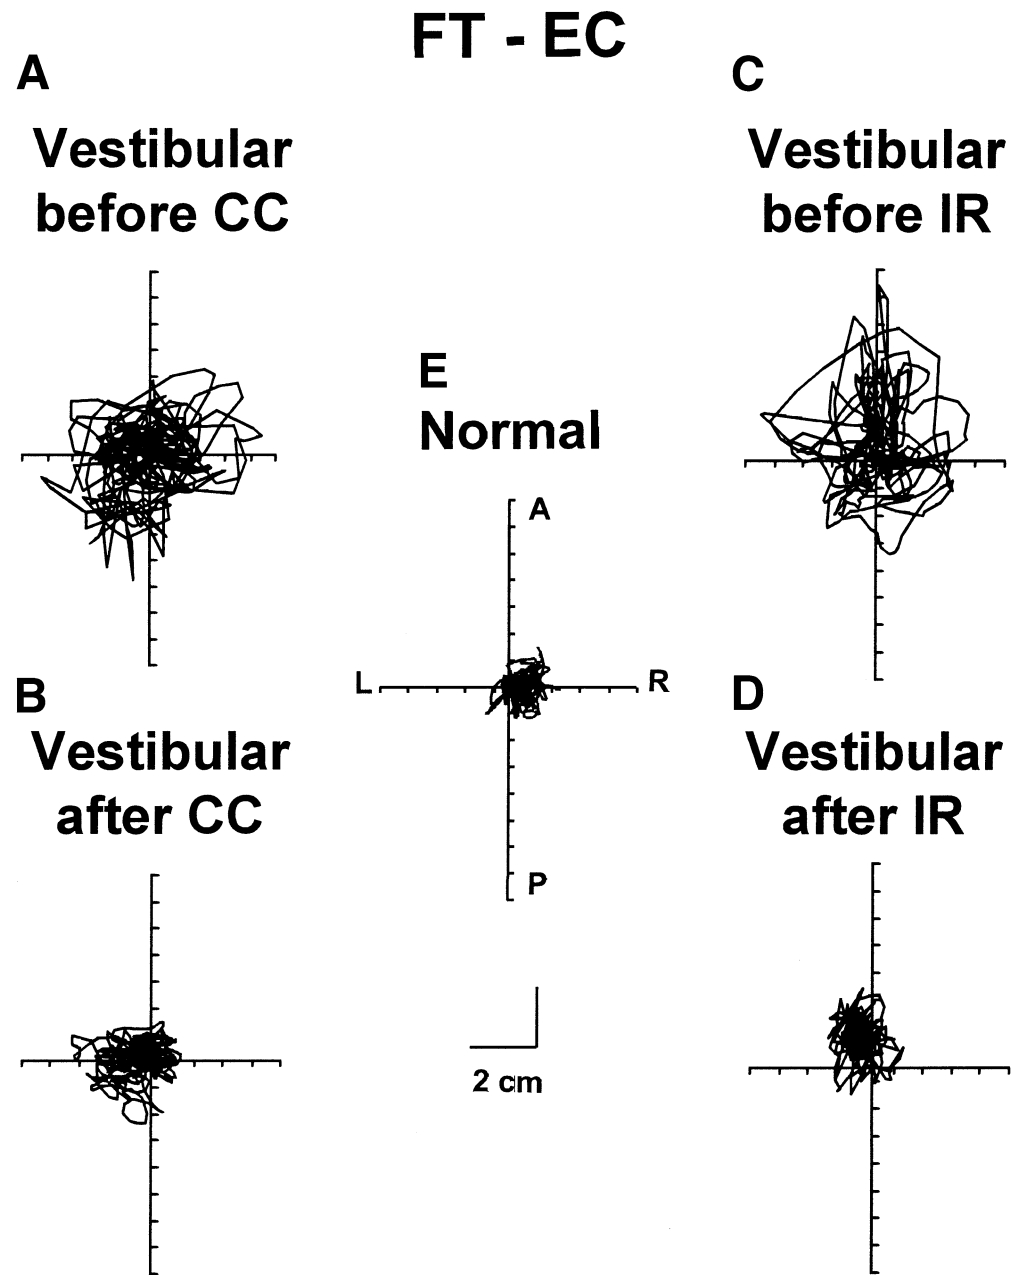 FT - EC
A
Vestibular
before CC
C
Vestibular
before IR
E
Normal
A
L
R
P
B
Vestibular
after CC
D
Vestibular
after IR
2 cm